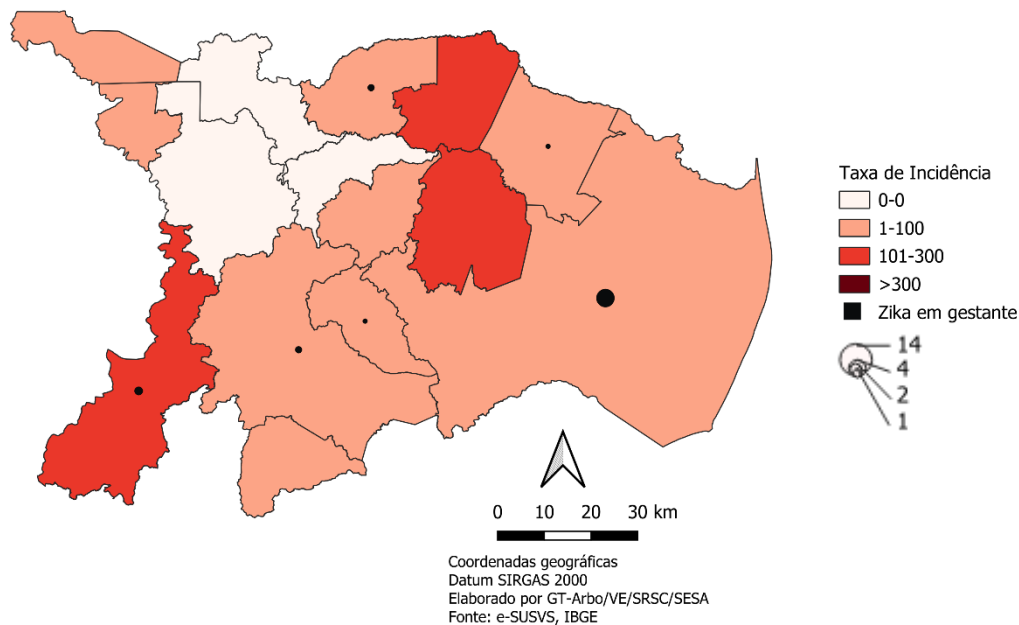 Taxa de Incidência
0-0
1-100
101-300
>300
Zika em gestante
14
4
2
1
0 10 20 30 km
Coordenadas geográficas
Datum SIRGAS 2000
Elaborado por GT-Arbo/VE/SRSC/SESA
Fonte: e-SUSVS, IBGE